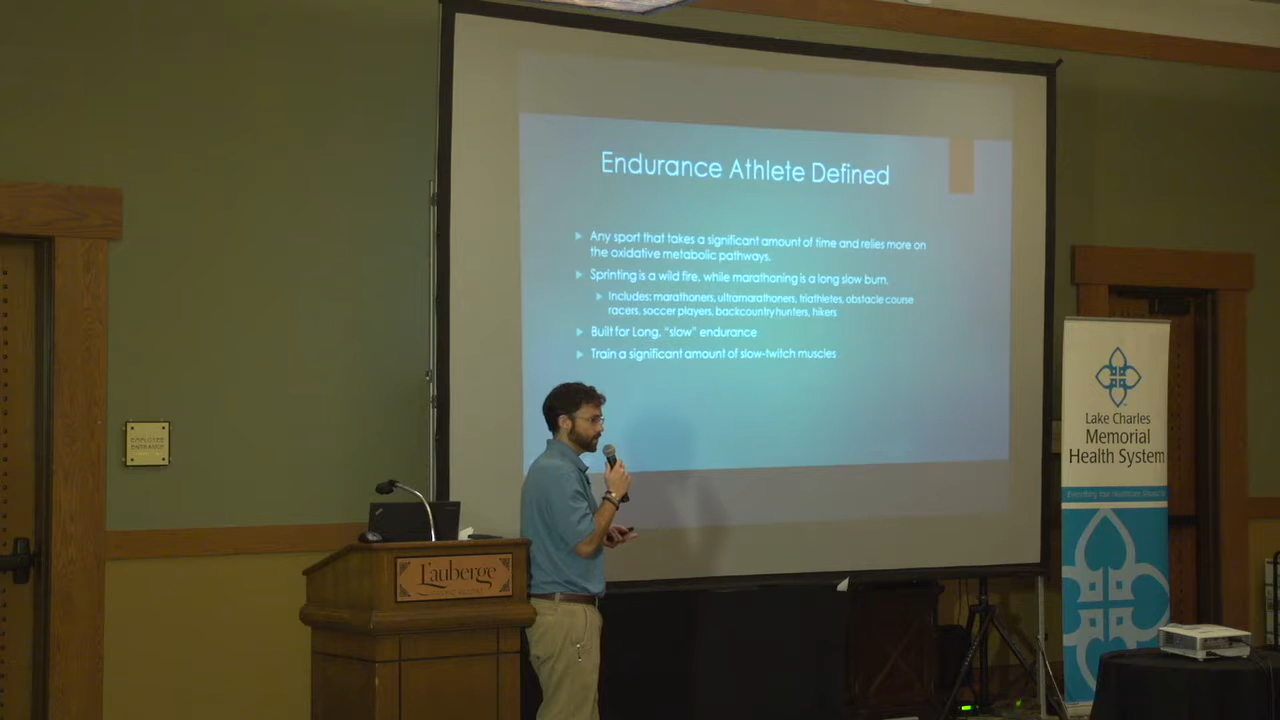 Endurance Athlete Defined
Any sport that takes a significant amount of time and relies more on
the oxidative metabolic pathways.
Sprinting is a wild fire, while marathoning is a long slow burn.
Includes: marathoners, ultramarathoners, triathletes, obstacle course
racers, soccer players, backcountry hunters, hikers
Built for Long, "slow" endurance
Train a significant amount of slow-twitch muscles
EMPLOYEE
ENTRANCE
L'auberge
Lake Charles
Memorial
Health System